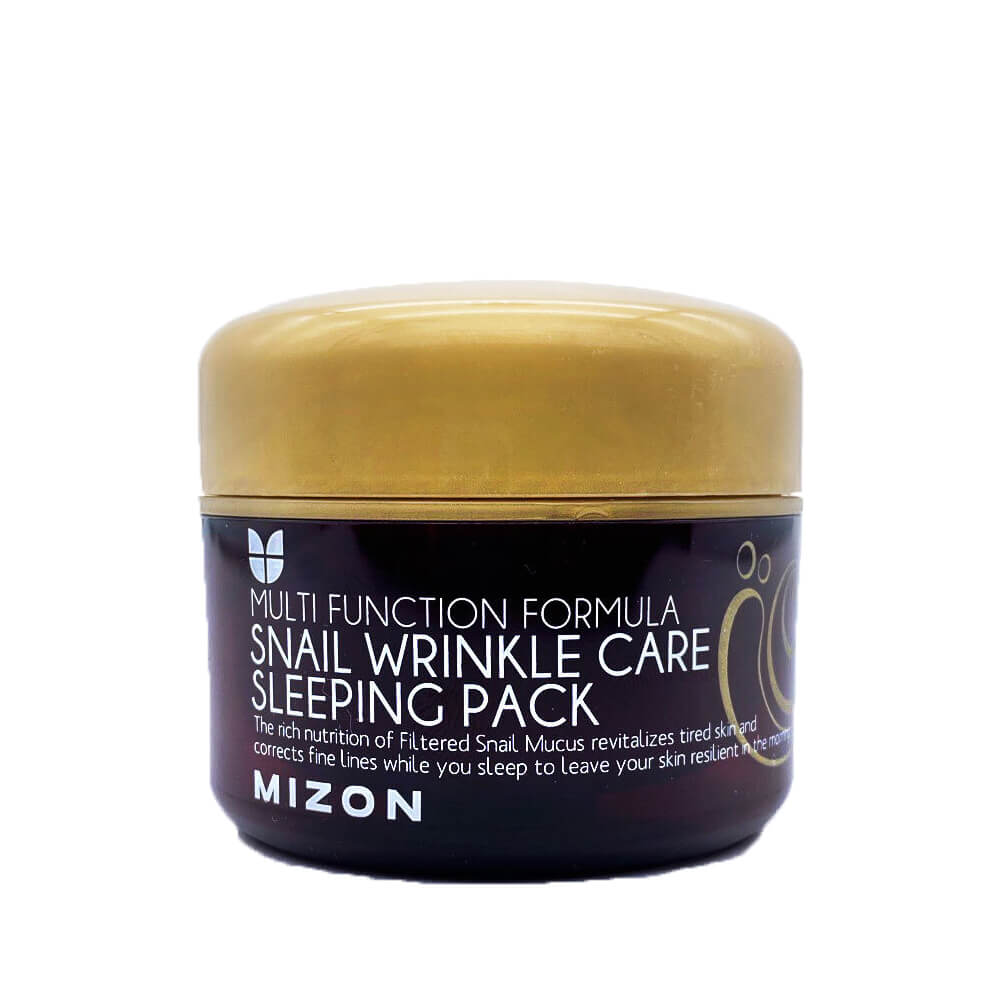 MULTI FUNCTION FORMULA
SNAIL WRINKLE CARE
SLEEPING PACK
The rich nutrition of Filtered Snail Mucus revitalizes tired skin and
corrects fine lines while you sleep to leave your skin resilient in the morning
MIZON